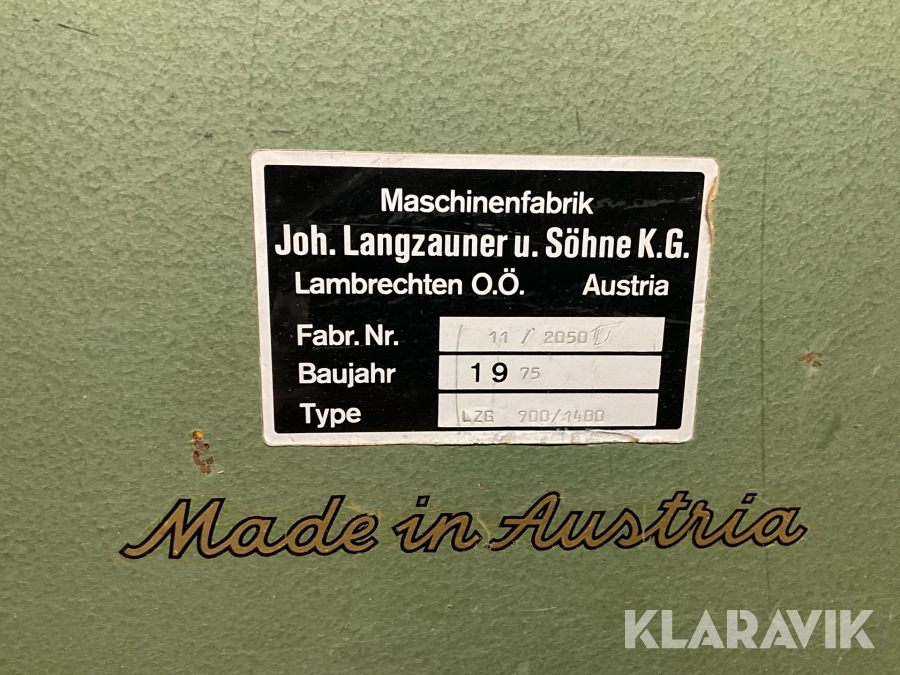 Maschinenfabrik
Joh. Langzauner u. Söhne K.G.
Lambrechten O.Ö. Austria
Fabr. Nr. 11 / 2050
Baujahr 19 75
Type LZG 900/1400
Made in Austria
KLARAVIK